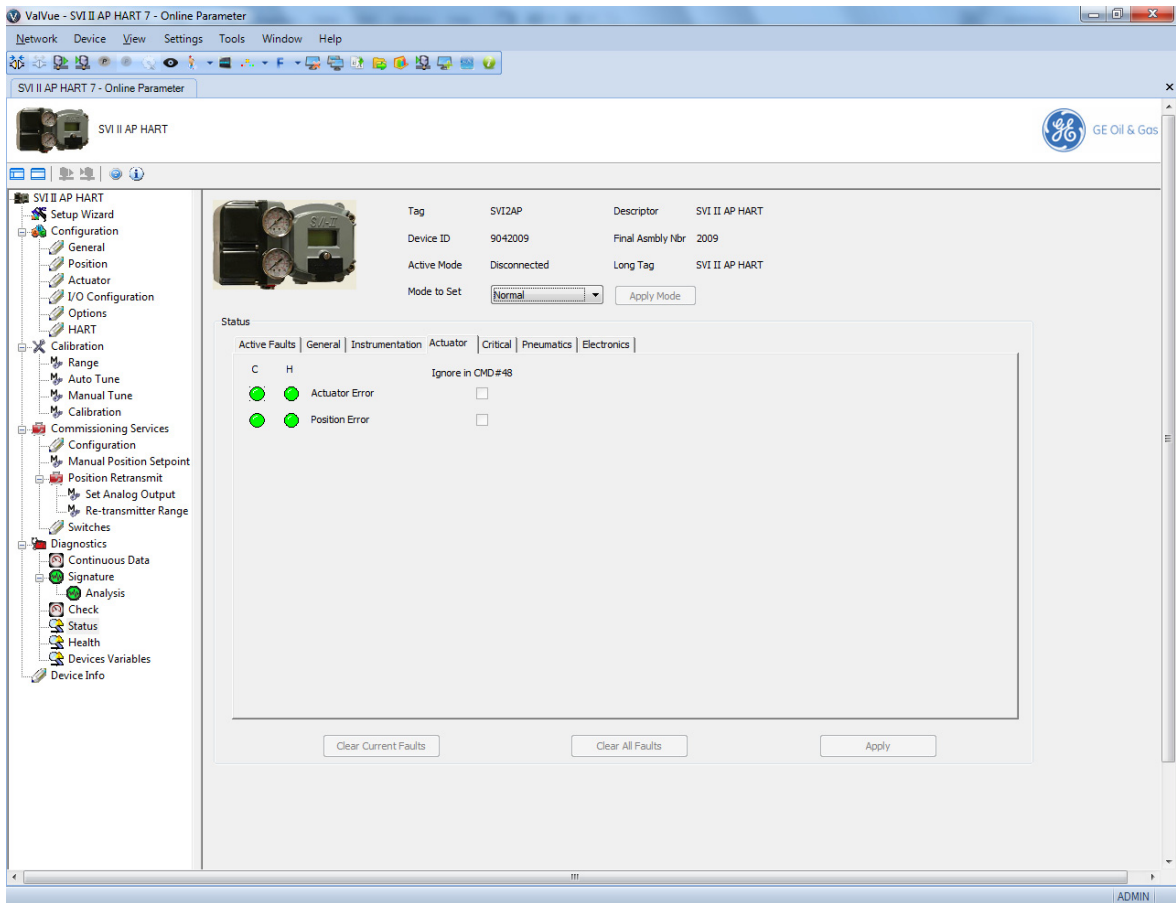 ValVue - SVI II AP HART 7 - Online Parameter
Network Device View Settings Tools Window Help
F
SVI II AP HART 7 - Online Parameter
SVI II AP HART
GE Oil & Gas
SVI II AP HART
Setup Wizard
Configuration
General
Position
Actuator
I/O Configuration
Options
HART
Calibration
Range
Auto Tune
Manual Tune
Calibration
Commissioning Services
Configuration
Manual Position Setpoint
Position Retransmit
Set Analog Output
Re-transmitter Range
Switches
Diagnostics
Continuous Data
Signature
Analysis
Check
Status
Health
Devices Variables
Device Info
Tag SVI2AP Descriptor SVI II AP HART
Device ID 9042009 Final Asmbly Nbr 2009
Active Mode Disconnected Long Tag SVI II AP HART
Mode to Set Normal Apply Mode
Status
Active Faults General Instrumentation Actuator Critical Pneumatics Electronics
C H Ignore in CMD#48
Actuator Error
Position Error
Clear Current Faults Clear All Faults Apply
ADMIN